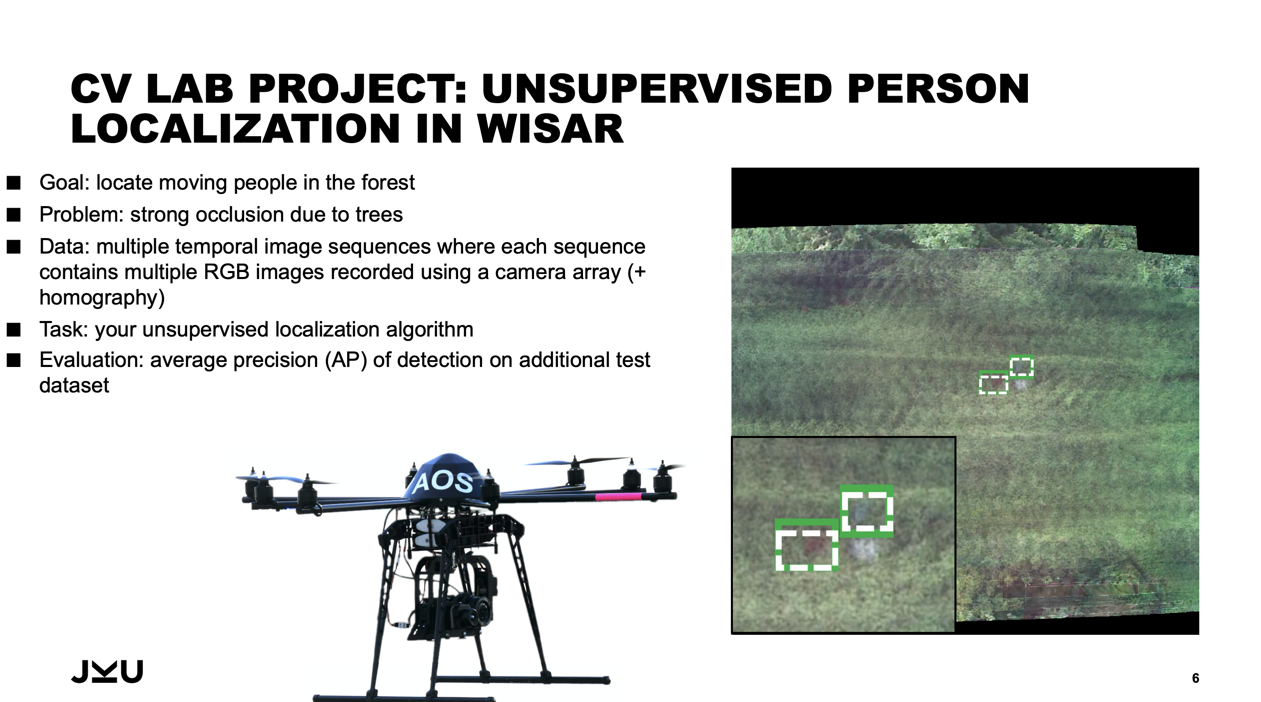 CV LAB PROJECT: UNSUPERVISED PERSON
LOCALIZATION IN WISAR
Goal: locate moving people in the forest
Problem: strong occlusion due to trees
Data: multiple temporal image sequences where each sequence
contains multiple RGB images recorded using a camera array (+
homography)
Task: your unsupervised localization algorithm
Evaluation: average precision (AP) of detection on additional test
dataset
AOS
JKU
6